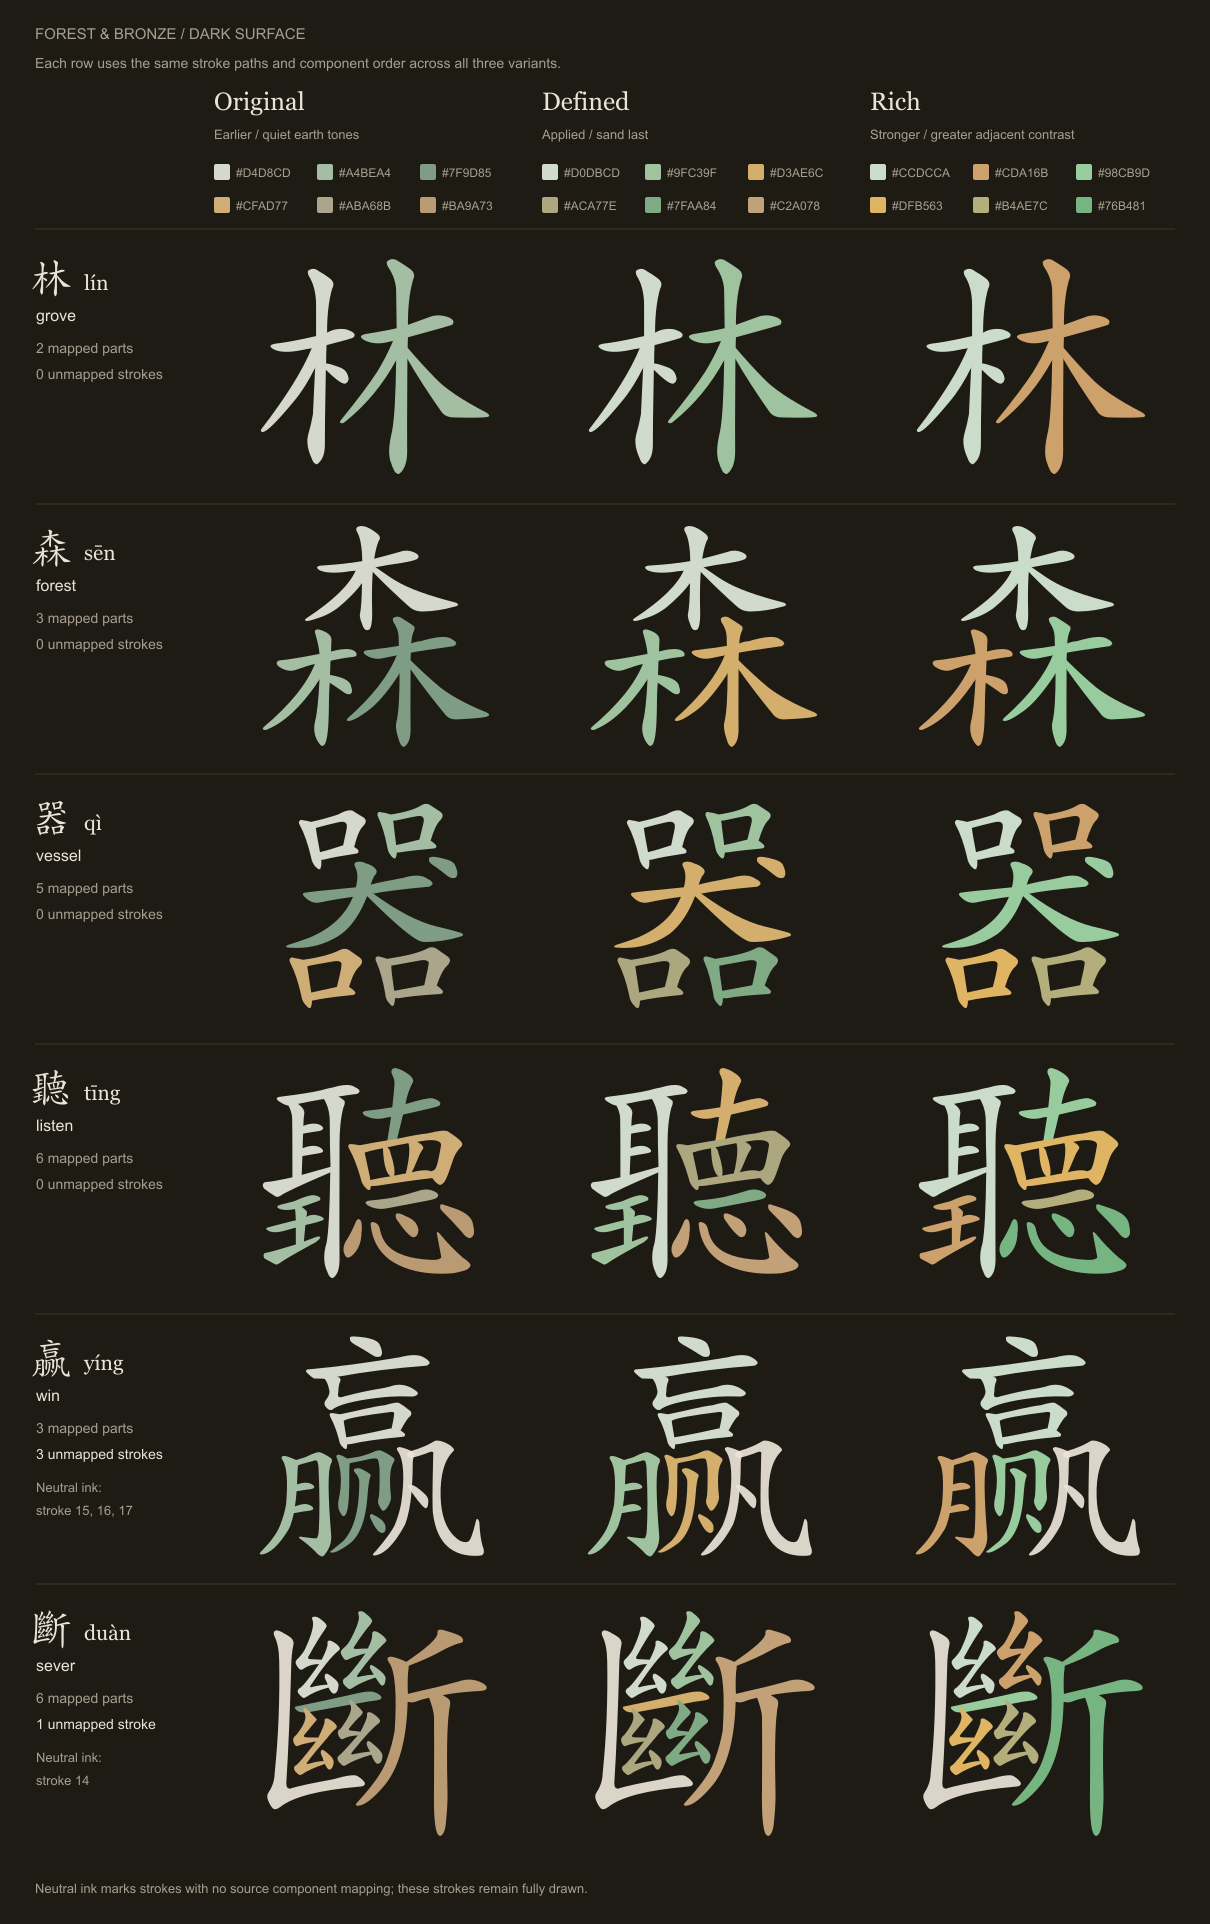 FOREST & BRONZE / DARK SURFACE
Each row uses the same stroke paths and component order across all three variants.
Original
Earlier / quiet earth tones
#D4D8CD #A4BEA4 #7F9D85
#CFAD77 #ABA68B #BA9A73
Defined
Applied / sand last
#D0DBCD #9FC39F #D3AE6C
#ACA77E #7FAA84 #C2A078
Rich
Stronger / greater adjacent contrast
#CCDCCA #CDA16B #98CB9D
#DFB563 #B4AE7C #76B481
林 lín
grove
2 mapped parts
0 unmapped strokes
林 林 林
森 sēn
forest
3 mapped parts
0 unmapped strokes
森 森 森
器 qì
vessel
5 mapped parts
0 unmapped strokes
器 器 器
聽 tīng
listen
6 mapped parts
0 unmapped strokes
聽 聽 聽
赢 yíng
win
3 mapped parts
3 unmapped strokes
Neutral ink:
stroke 15, 16, 17
赢 赢 赢
斷 duàn
sever
6 mapped parts
1 unmapped stroke
Neutral ink:
stroke 14
斷 斷 斷
Neutral ink marks strokes with no source component mapping; these strokes remain fully drawn.